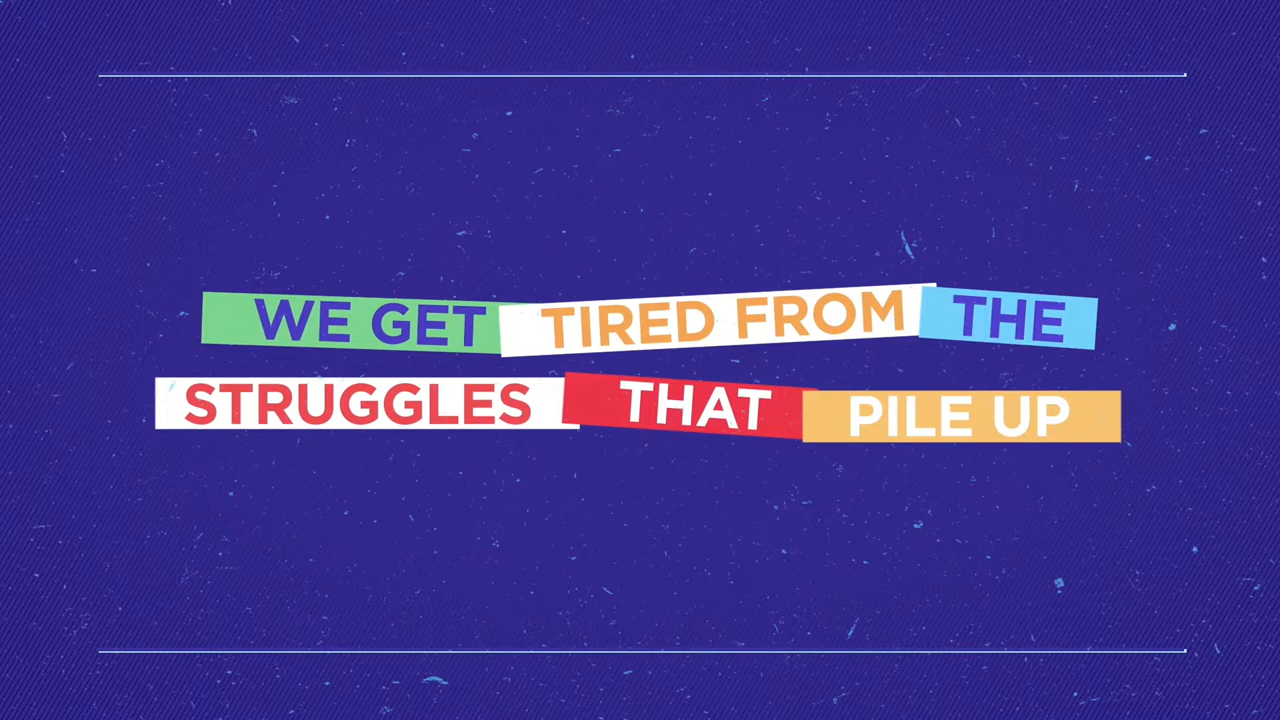 WE GET TIRED FROM THE
STRUGGLES THAT PILE UP